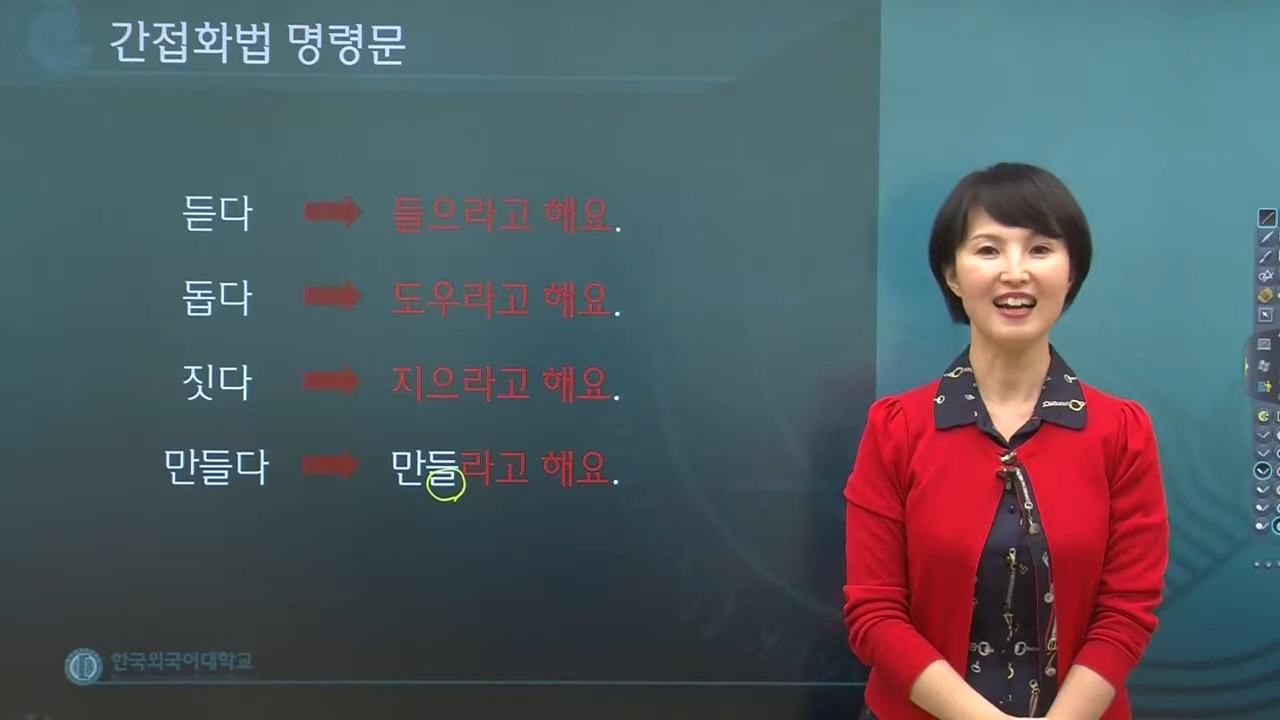 간접화법 명령문
듣다 들으라고 해요.
돕다 도우라고 해요.
짓다 지으라고 해요.
만들다 만들라고 해요.
한국외국어대학교